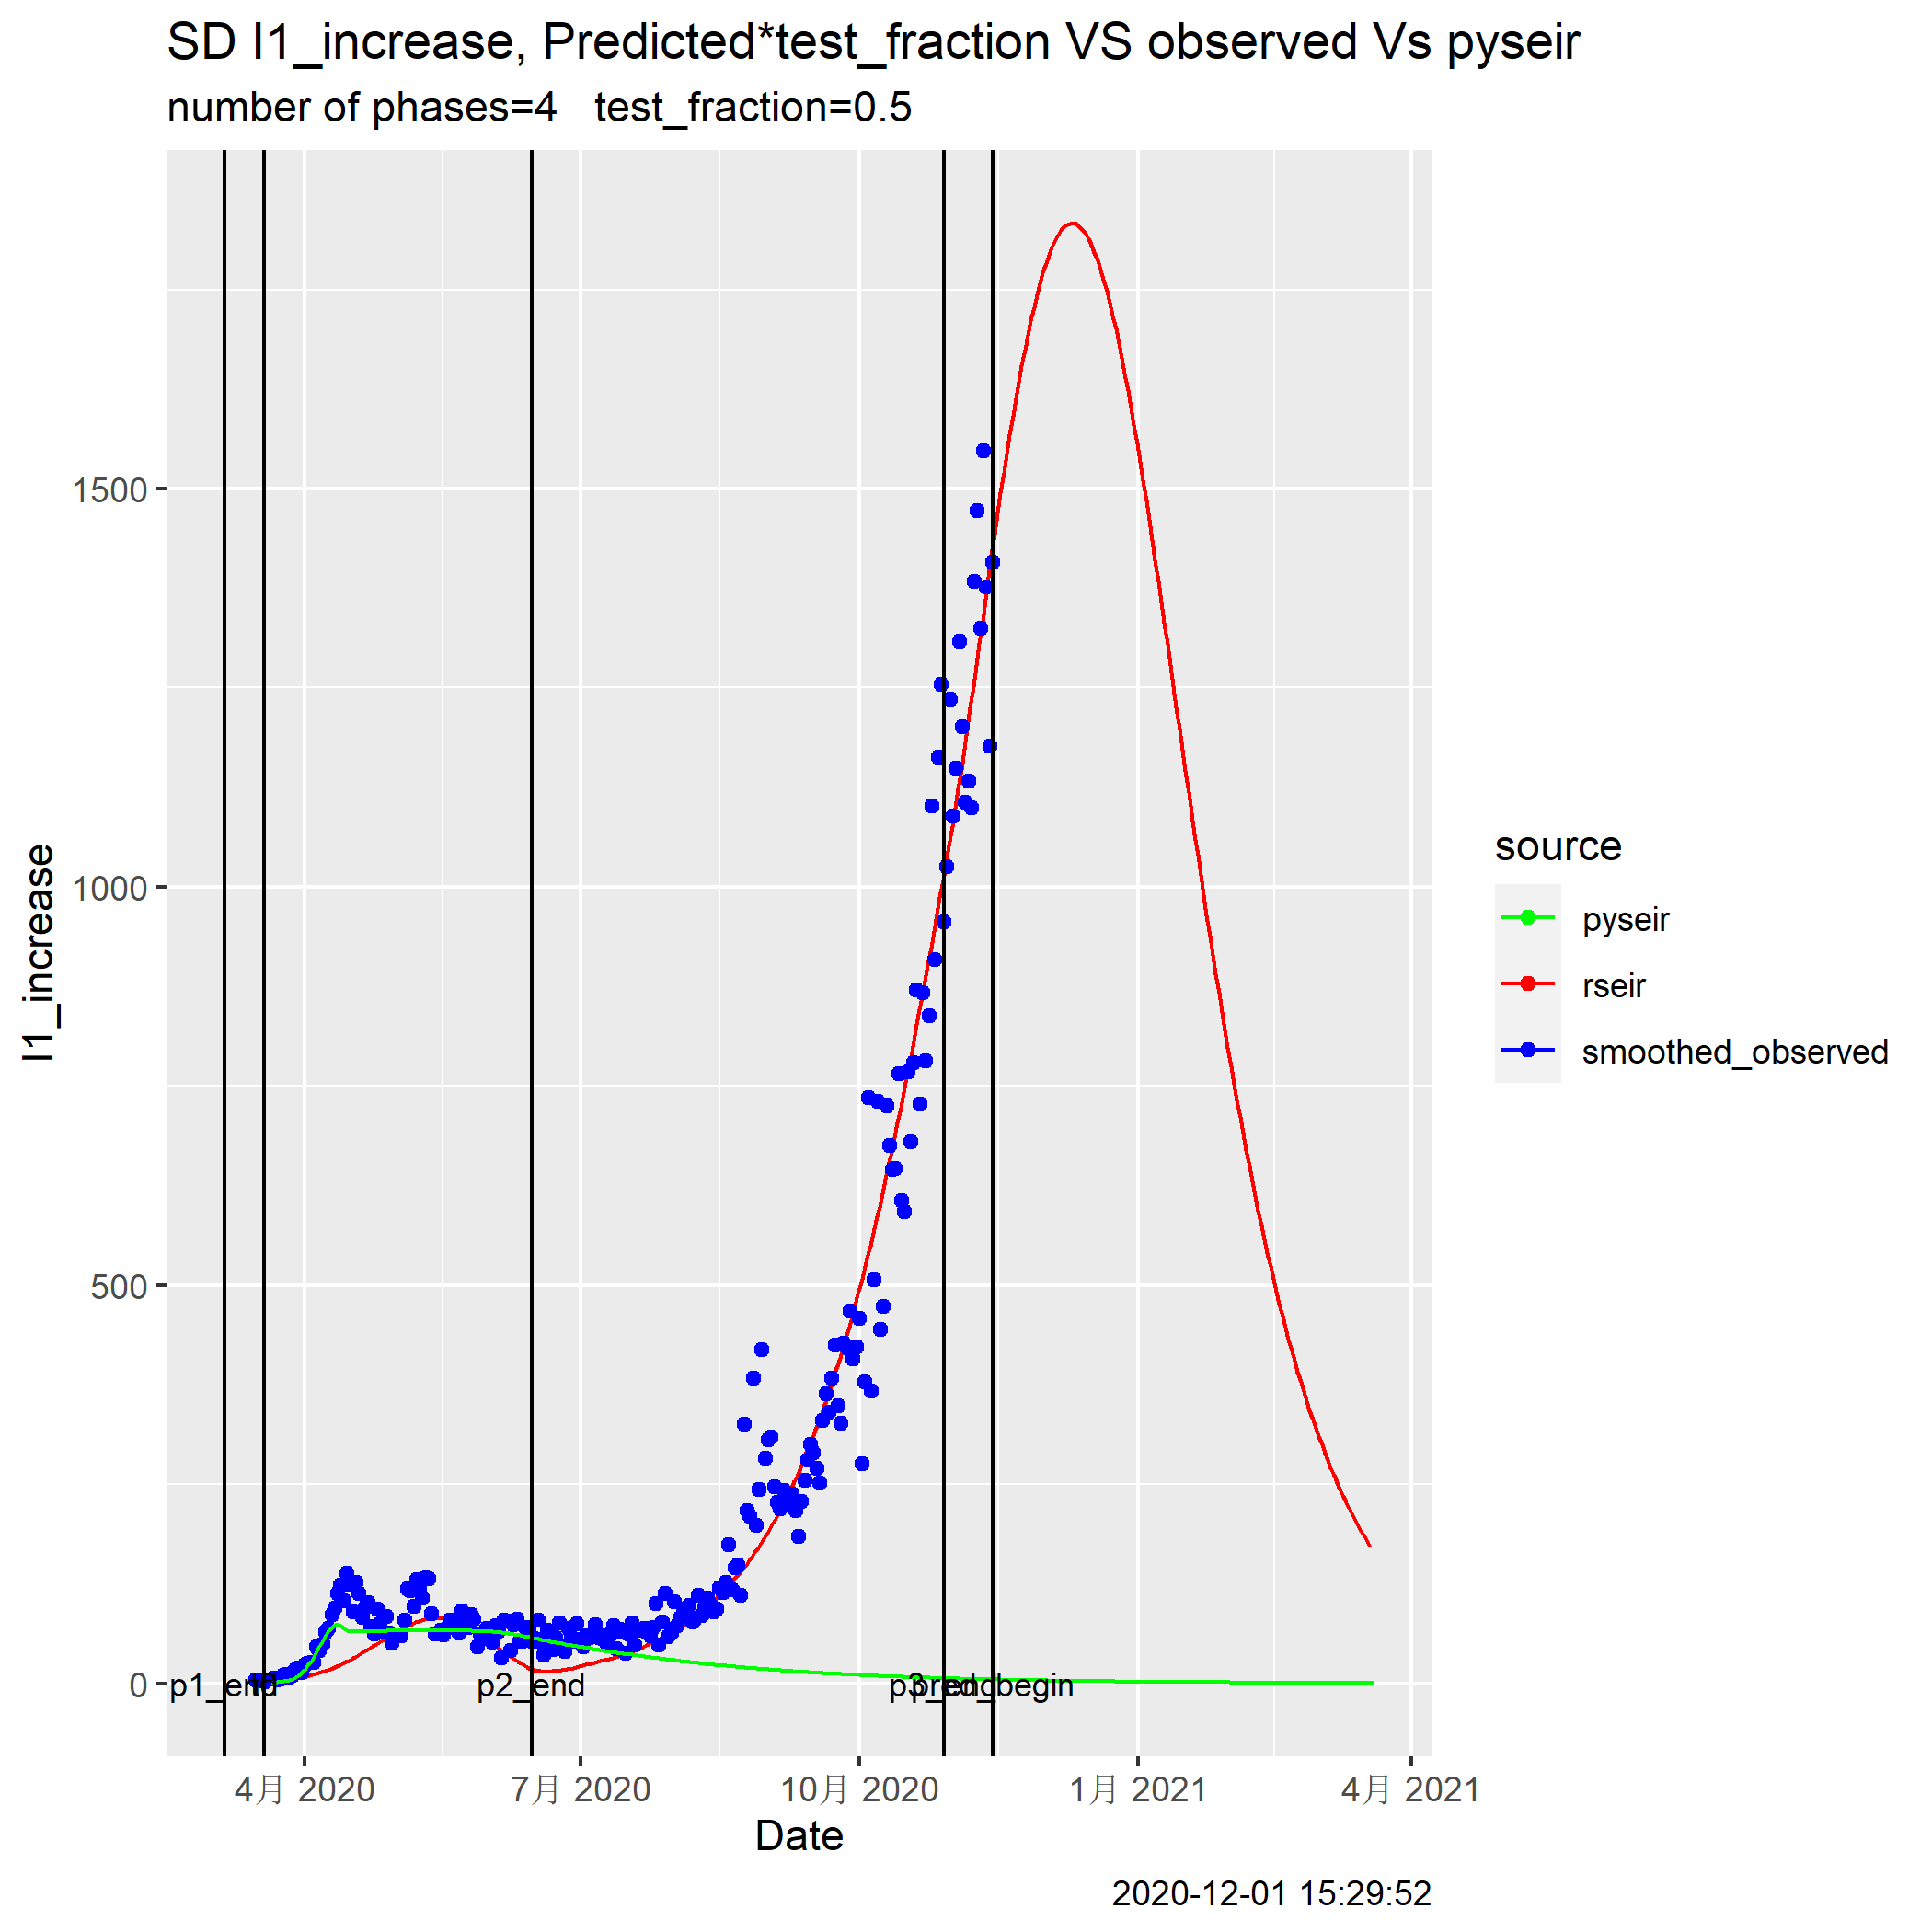 SD I1_increase, Predicted*test_fraction VS observed Vs pyseir
number of phases=4   test_fraction=0.5
I1_increase
1500
1000
500
0
p1_end
p2_end
p3_end
pred_begin
4月 2020
7月 2020
10月 2020
1月 2021
4月 2021
Date
source
pyseir
rseir
smoothed_observed
2020-12-01 15:29:52